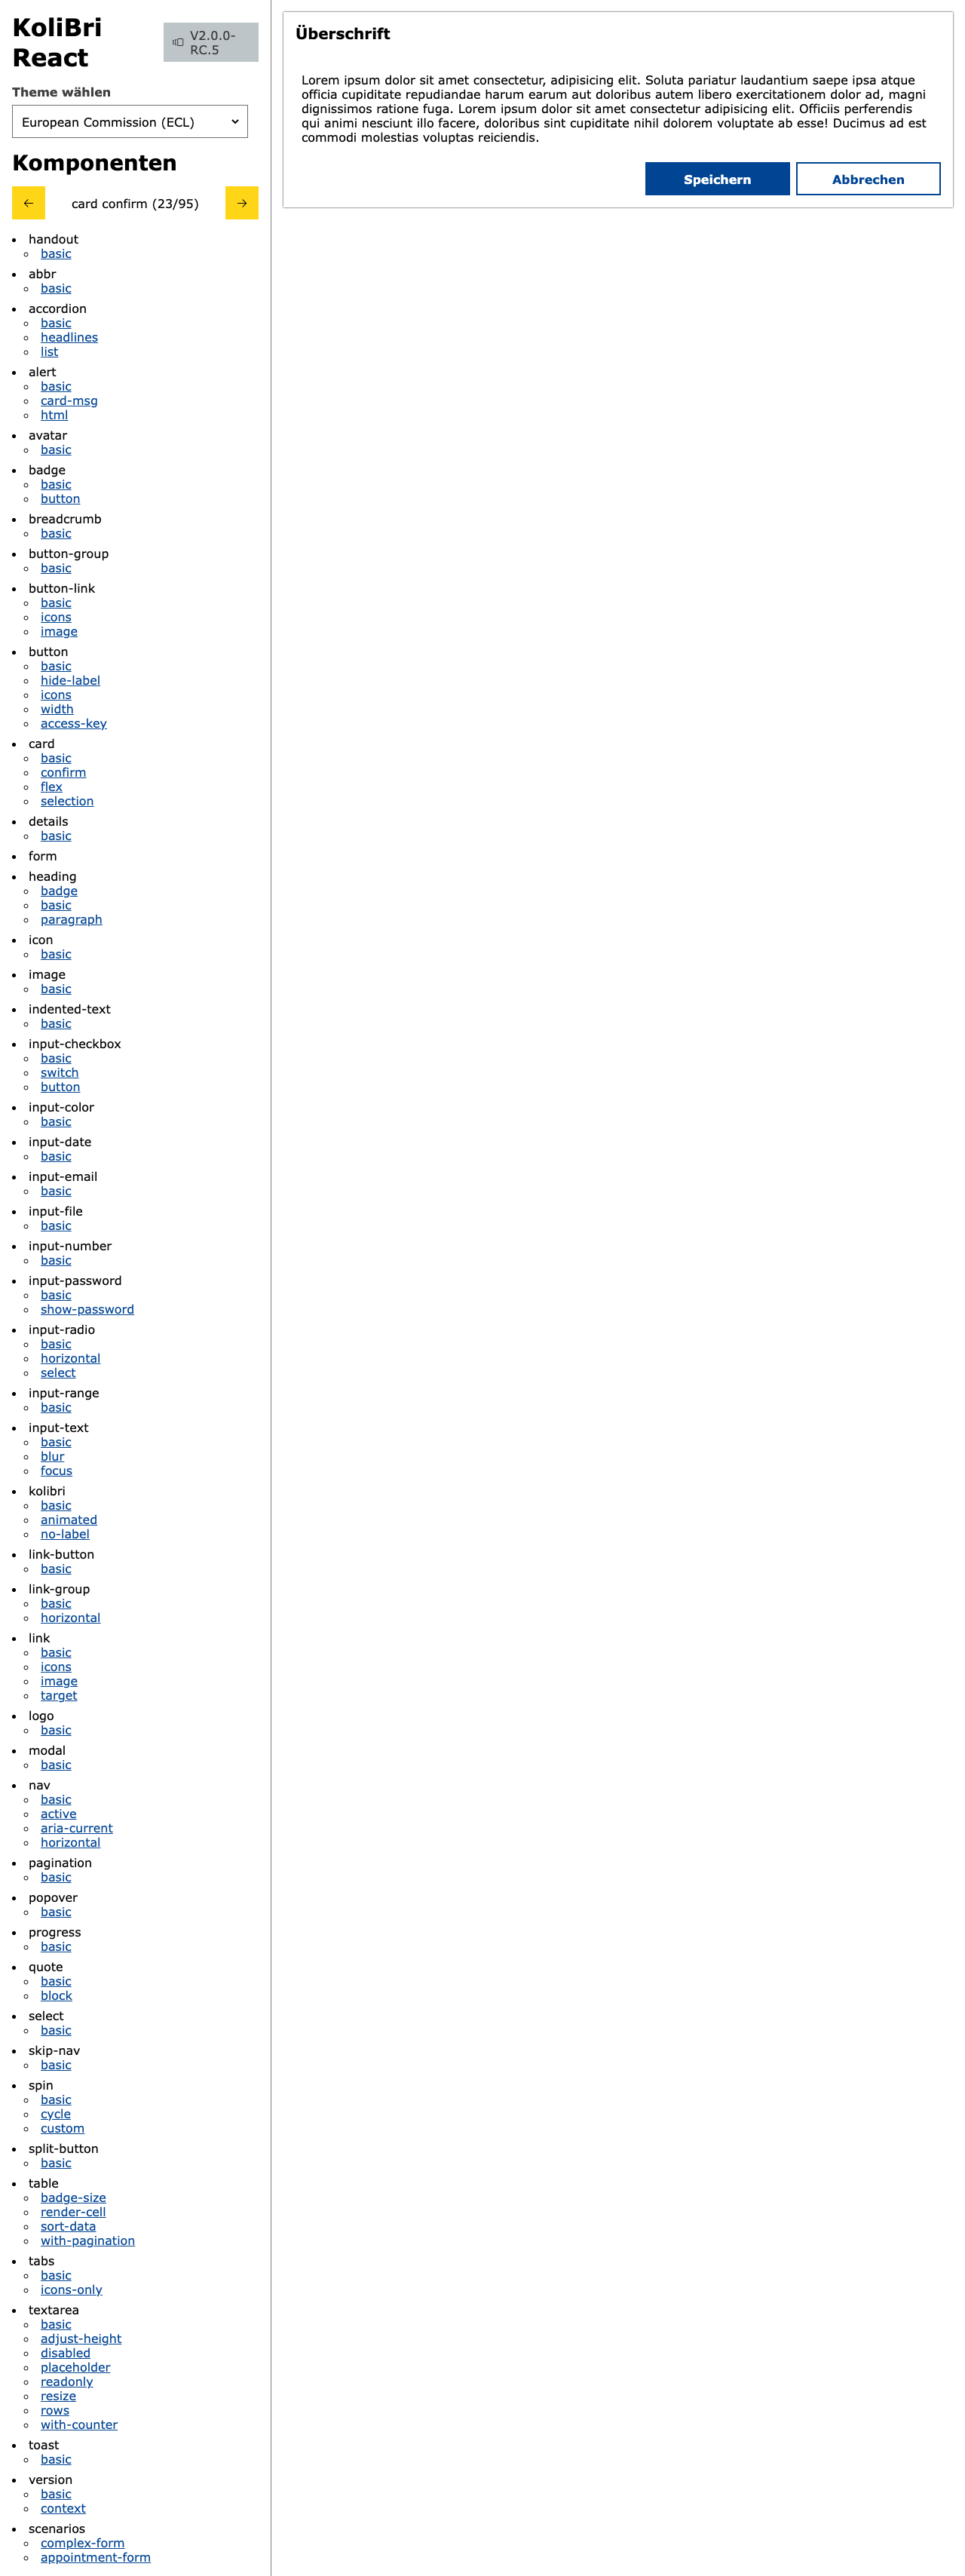 KoliBri
React
V2.0.0-
RC.5
Theme wählen
European Commission (ECL)
Komponenten
card confirm (23/95)
handout
basic
abbr
basic
accordion
basic
headlines
list
alert
basic
card-msg
html
avatar
basic
badge
basic
button
breadcrumb
basic
button-group
basic
button-link
basic
icons
image
button
basic
hide-label
icons
width
access-key
card
basic
confirm
flex
selection
details
basic
form
heading
badge
basic
paragraph
icon
basic
image
basic
indented-text
basic
input-checkbox
basic
switch
button
input-color
basic
input-date
basic
input-email
basic
input-file
basic
input-number
basic
input-password
basic
show-password
input-radio
basic
horizontal
select
input-range
basic
input-text
basic
blur
focus
kolibri
basic
animated
no-label
link-button
basic
link-group
basic
horizontal
link
basic
icons
image
target
logo
basic
modal
basic
nav
basic
active
aria-current
horizontal
pagination
basic
popover
basic
progress
basic
quote
basic
block
select
basic
skip-nav
basic
spin
basic
cycle
custom
split-button
basic
table
badge-size
render-cell
sort-data
with-pagination
tabs
basic
icons-only
textarea
basic
adjust-height
disabled
placeholder
readonly
resize
rows
with-counter
toast
basic
version
basic
context
scenarios
complex-form
appointment-form
Überschrift
Lorem ipsum dolor sit amet consectetur, adipisicing elit. Soluta pariatur laudantium saepe ipsa atque
officia cupiditate repudiandae harum earum aut doloribus autem libero exercitationem dolor ad, magni
dignissimos ratione fuga. Lorem ipsum dolor sit amet consectetur adipisicing elit. Officiis perferendis
qui animi nesciunt illo facere, doloribus sint cupiditate nihil dolorem voluptate ab esse! Ducimus ad est
commodi molestias voluptas reiciendis.
Speichern
Abbrechen